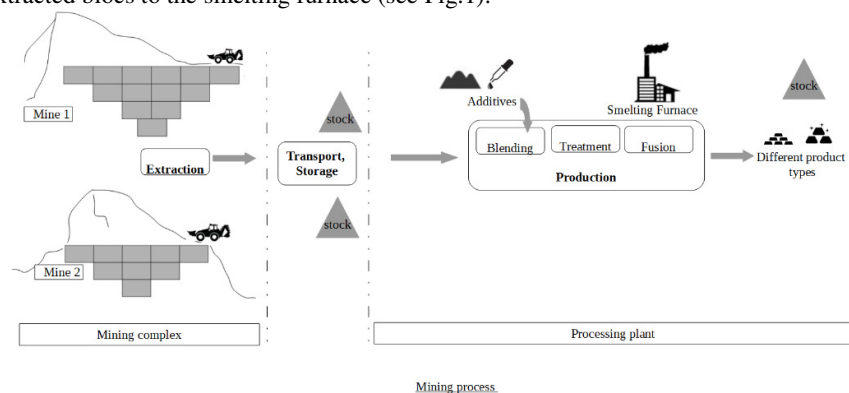 xtracted blocs to the smelting furnace (see Fig.1).
Mine 1
Extraction
Mine 2
Mining complex
stock
Transport,
Storage
stock
Additives
Smelting Furnace
Blending
Treatment
Fusion
Production
stock
Different product
types
Processing plant
Mining process